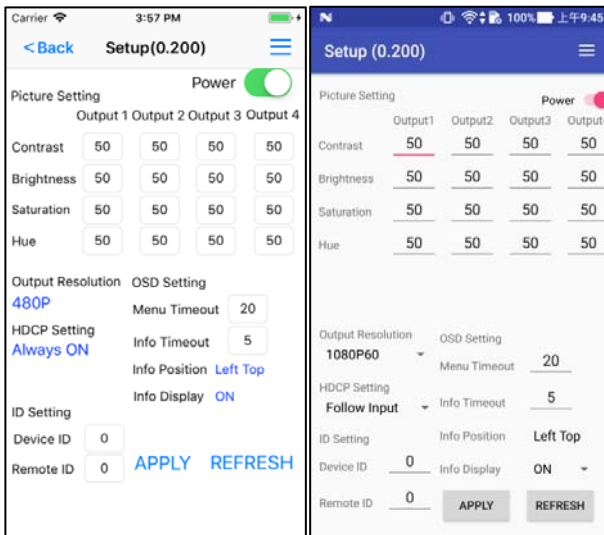 Carrier 3:57 PM
<Back Setup(0.200)
Power
Picture Setting
Output 1 Output 2 Output 3 Output 4
Contrast 50 50 50 50
Brightness 50 50 50 50
Saturation 50 50 50 50
Hue 50 50 50 50
Output Resolution OSD Setting
480P
Menu Timeout 20
HDCP Setting
Always ON
Info Timeout 5
Info Position Left Top
Info Display ON
ID Setting
Device ID 0
Remote ID 0 APPLY REFRESH
N 100% 上午9:45
Setup (0.200)
Picture Setting
Power
Output1 Output2 Output3 Output
Contrast 50 50 50 50
Brightness 50 50 50 50
Saturation 50 50 50 50
Hue 50 50 50 50
Output Resolution OSD Setting
1080P60
Menu Timeout 20
HDCP Setting
Follow Input Info Timeout 5
ID Setting Info Position Left Top
Device ID 0 Info Display ON
Remote ID 0 APPLY REFRESH